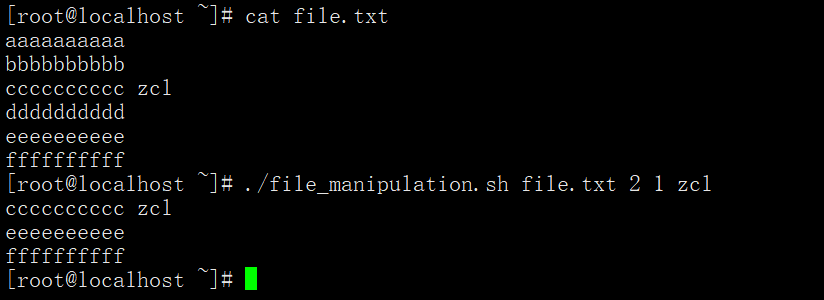 [root@localhost ~]# cat file.txt
aaaaaaaaaa
bbbbbbbbbb
cccccccccc zcl
dddddddddd
eeeeeeeeee
ffffffffff
[root@localhost ~]# ./file_manipulation.sh file.txt 2 1 zcl
cccccccccc zcl
eeeeeeeeee
ffffffffff
[root@localhost ~]#